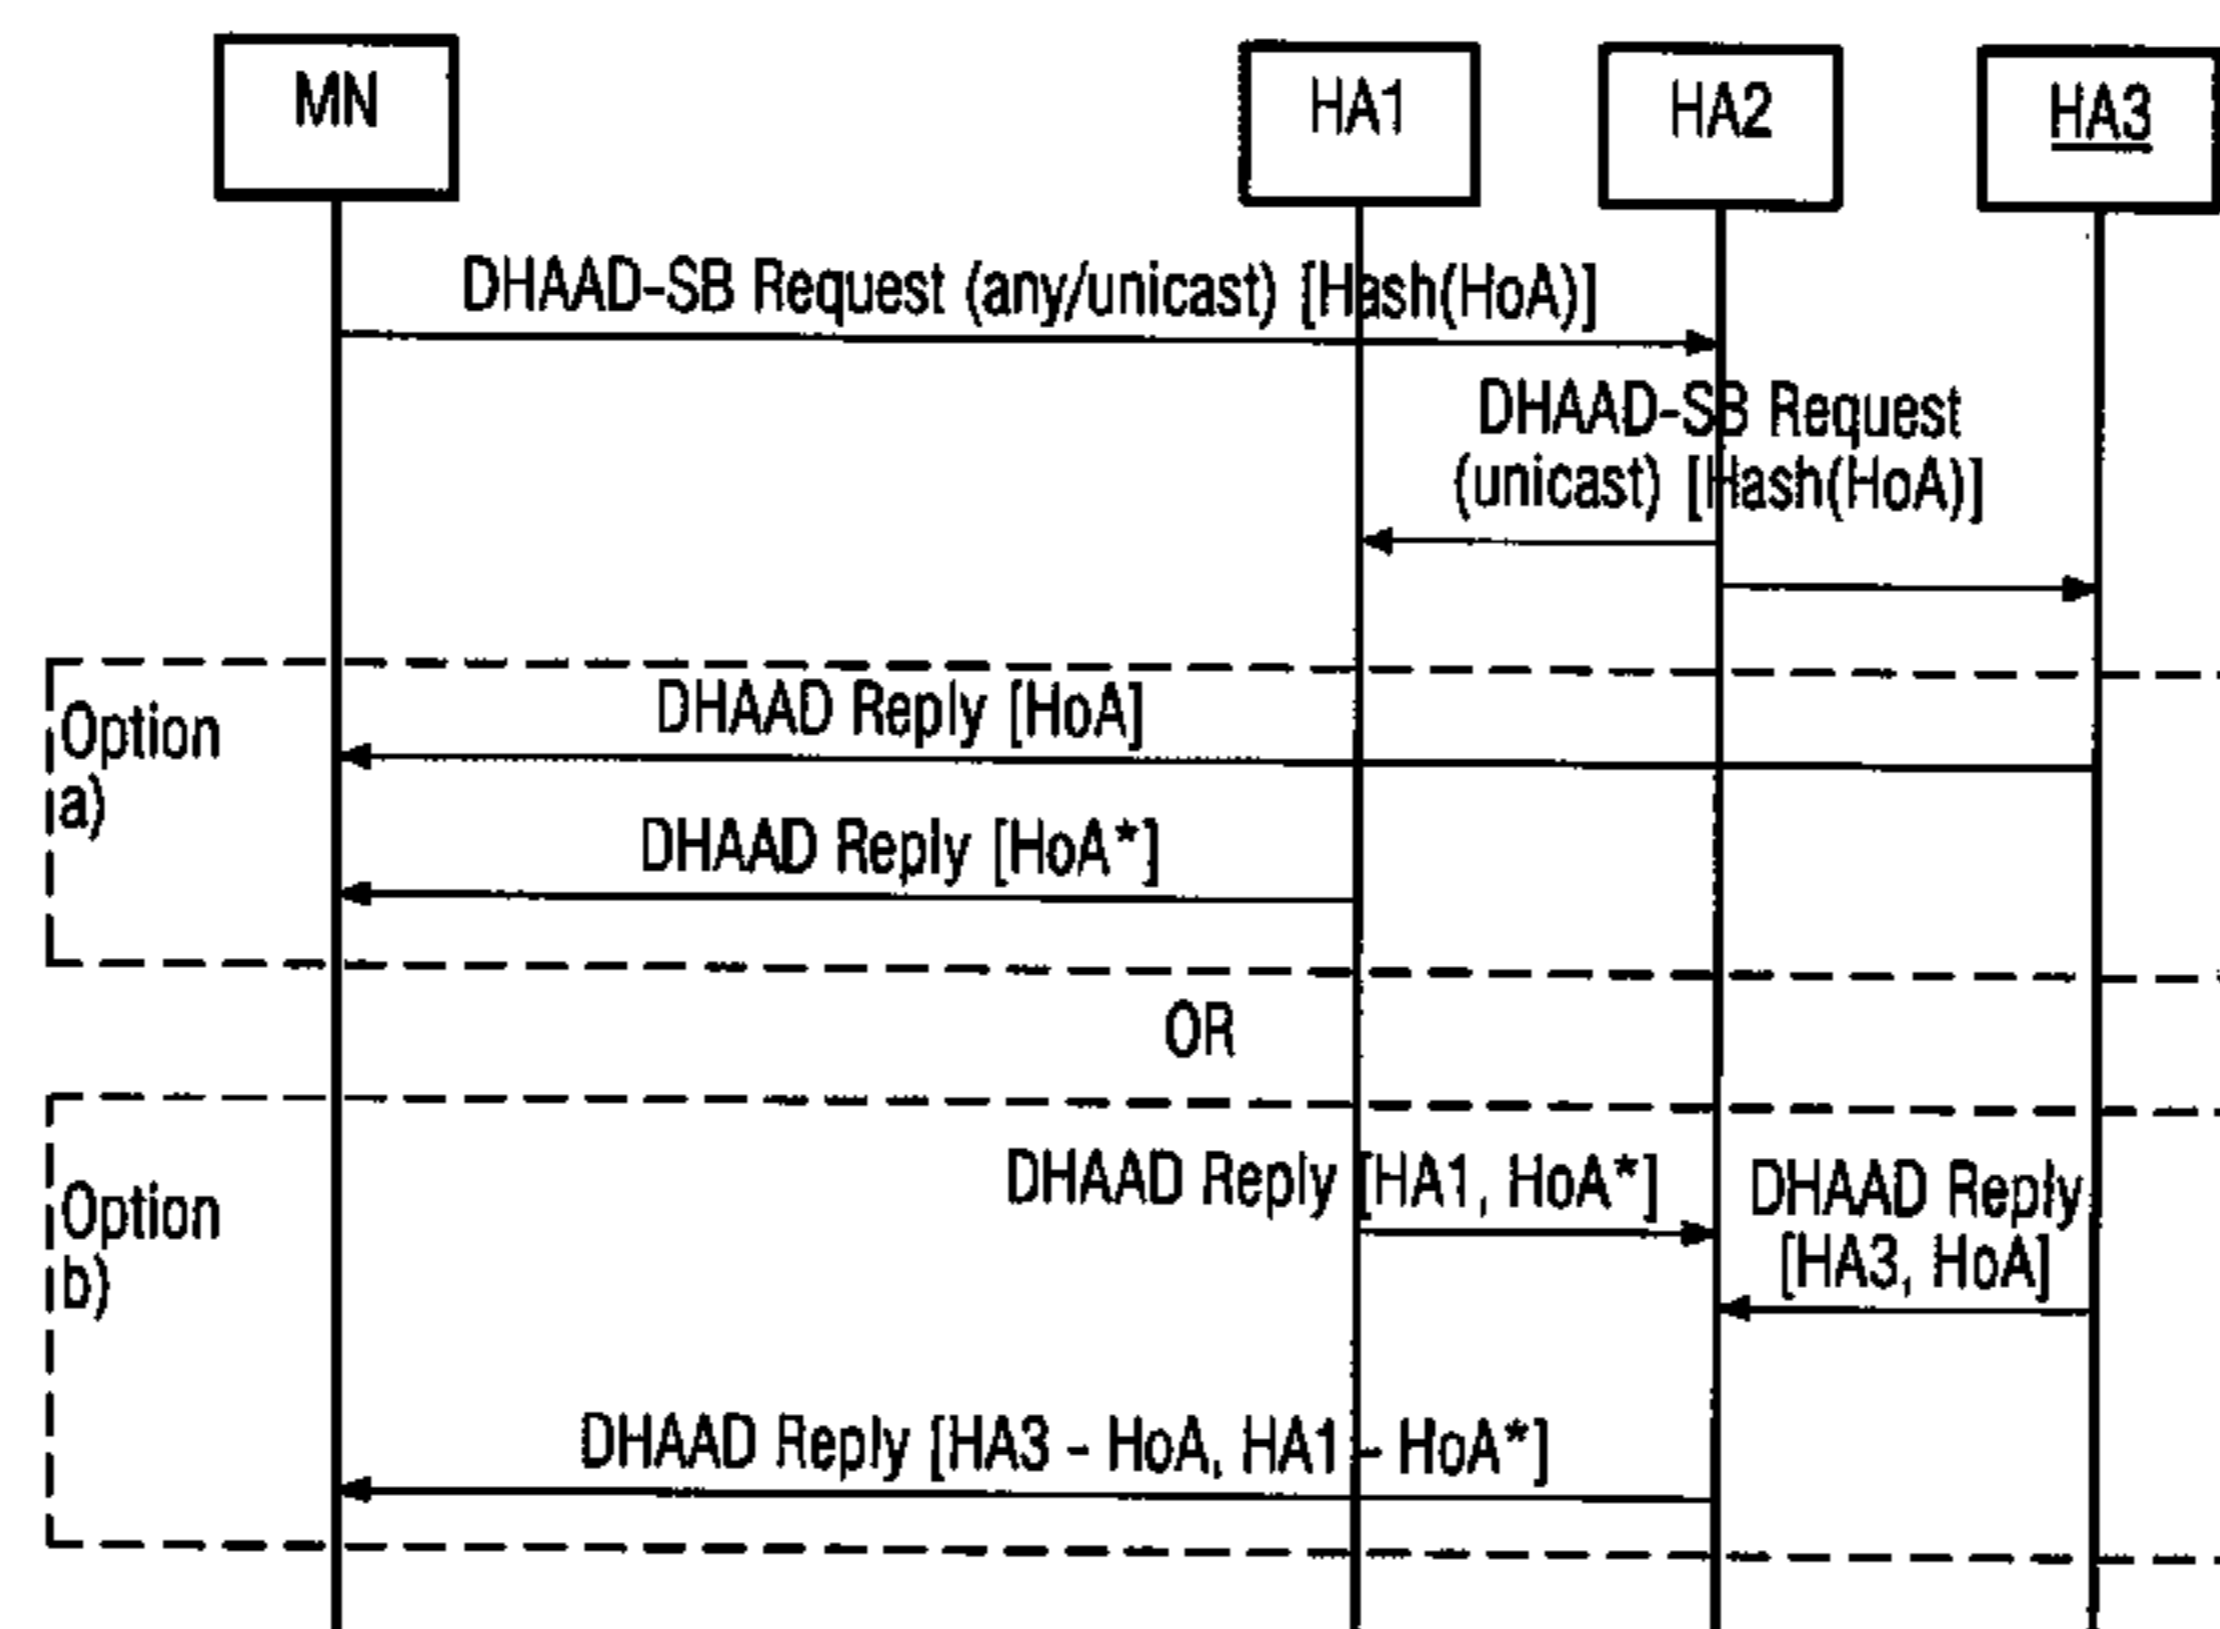 MN
HA1
HA2
HA3
DHAAD-SB Request (any/unicast) [Hash(HoA)]
DHAAD-SB Request
(unicast) [Hash(HoA)]
Option
a)
DHAAD Reply [HoA]
DHAAD Reply [HoA*]
OR
Option
b)
DHAAD Reply [HA1, HoA*]
DHAAD Reply
[HA3, HoA]
DHAAD Reply [HA3 - HoA, HA1 - HoA*]